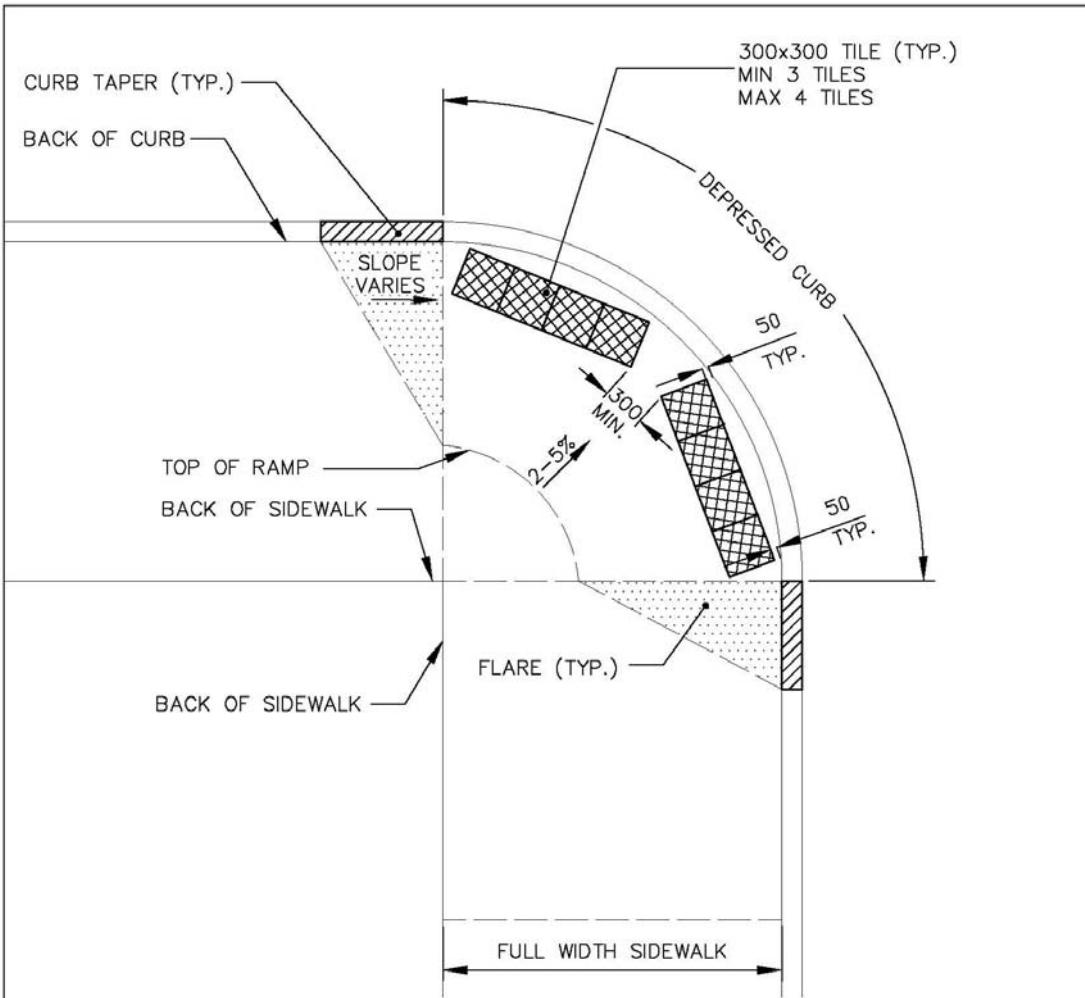 300x300 TILE (TYP.)
MIN 3 TILES
MAX 4 TILES
CURB TAPER (TYP.)
BACK OF CURB
DEPRESSED CURB
SLOPE
VARIES
50
TYP.
300
MIN.
2-5%
TOP OF RAMP
BACK OF SIDEWALK
50
TYP.
FLARE (TYP.)
BACK OF SIDEWALK
FULL WIDTH SIDEWALK